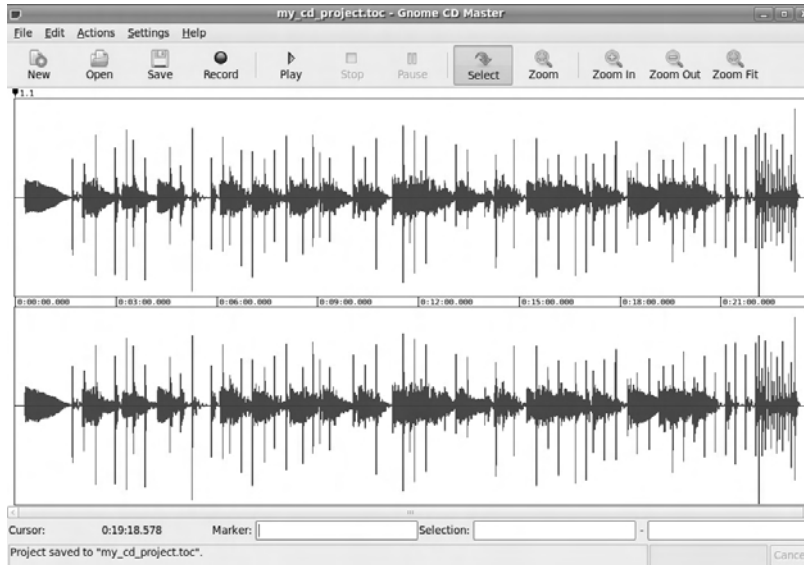 my_cd_project.toc - Gnome CD Master
File Edit Actions Settings Help
New Open Save Record Play Stop Pause Select Zoom Zoom In Zoom Out Zoom Fit
1.1
0:00:00.000 0:03:00.000 0:06:00.000 0:09:00.000 0:12:00.000 0:15:00.000 0:18:00.000 0:21:00.000
Cursor: 0:19:18.578 Marker: Selection: -
Project saved to "my_cd_project.toc".
Cance